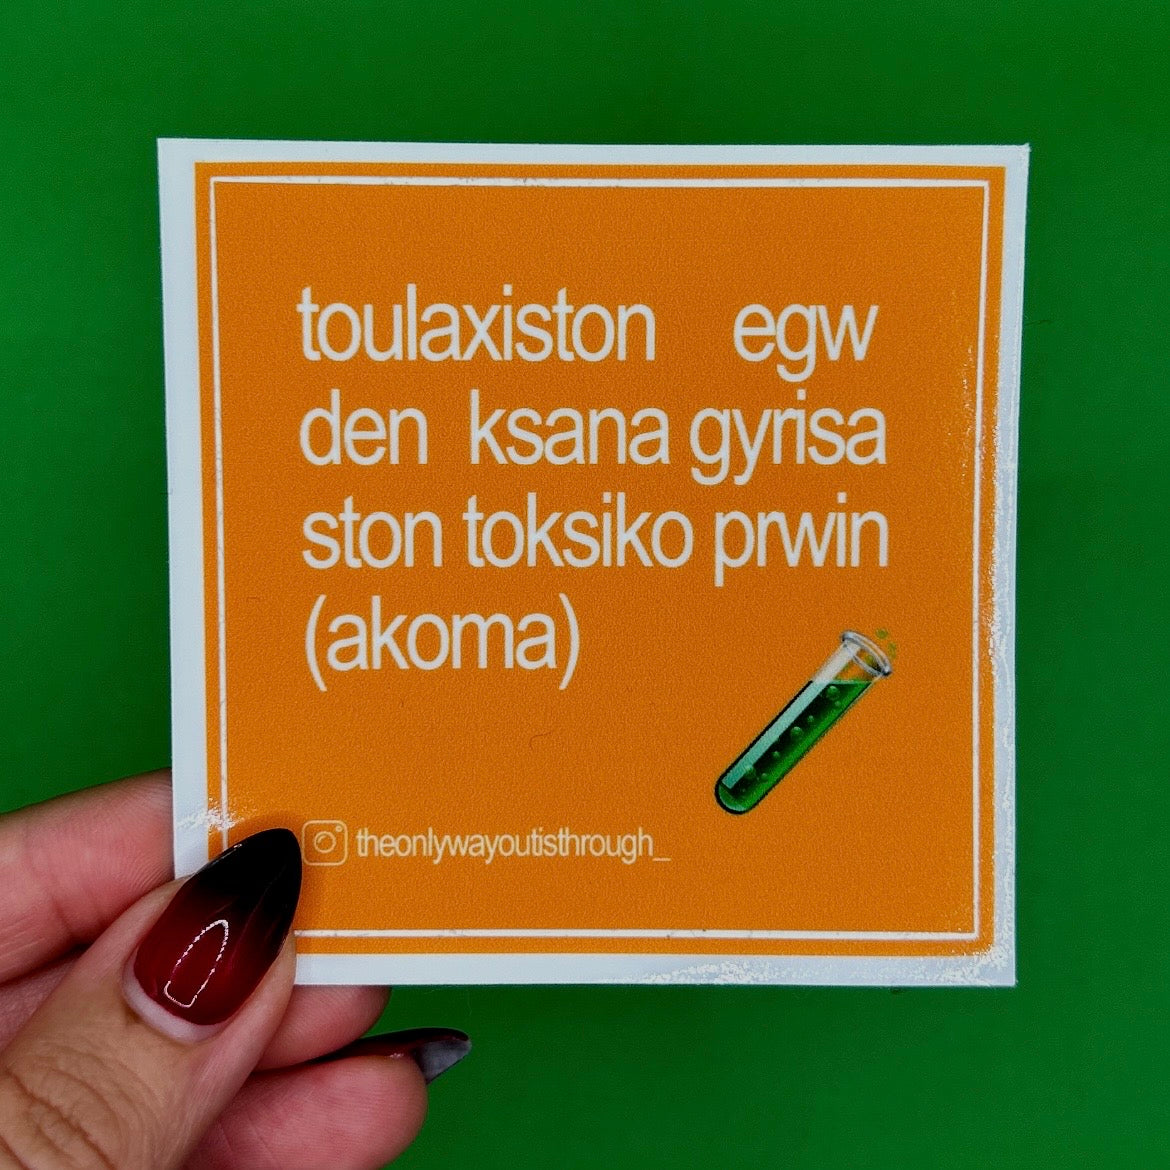 toulaxiston egw
den ksana gyrisa
ston toksiko prwin
(akoma)
theonlywayoutisthrough_